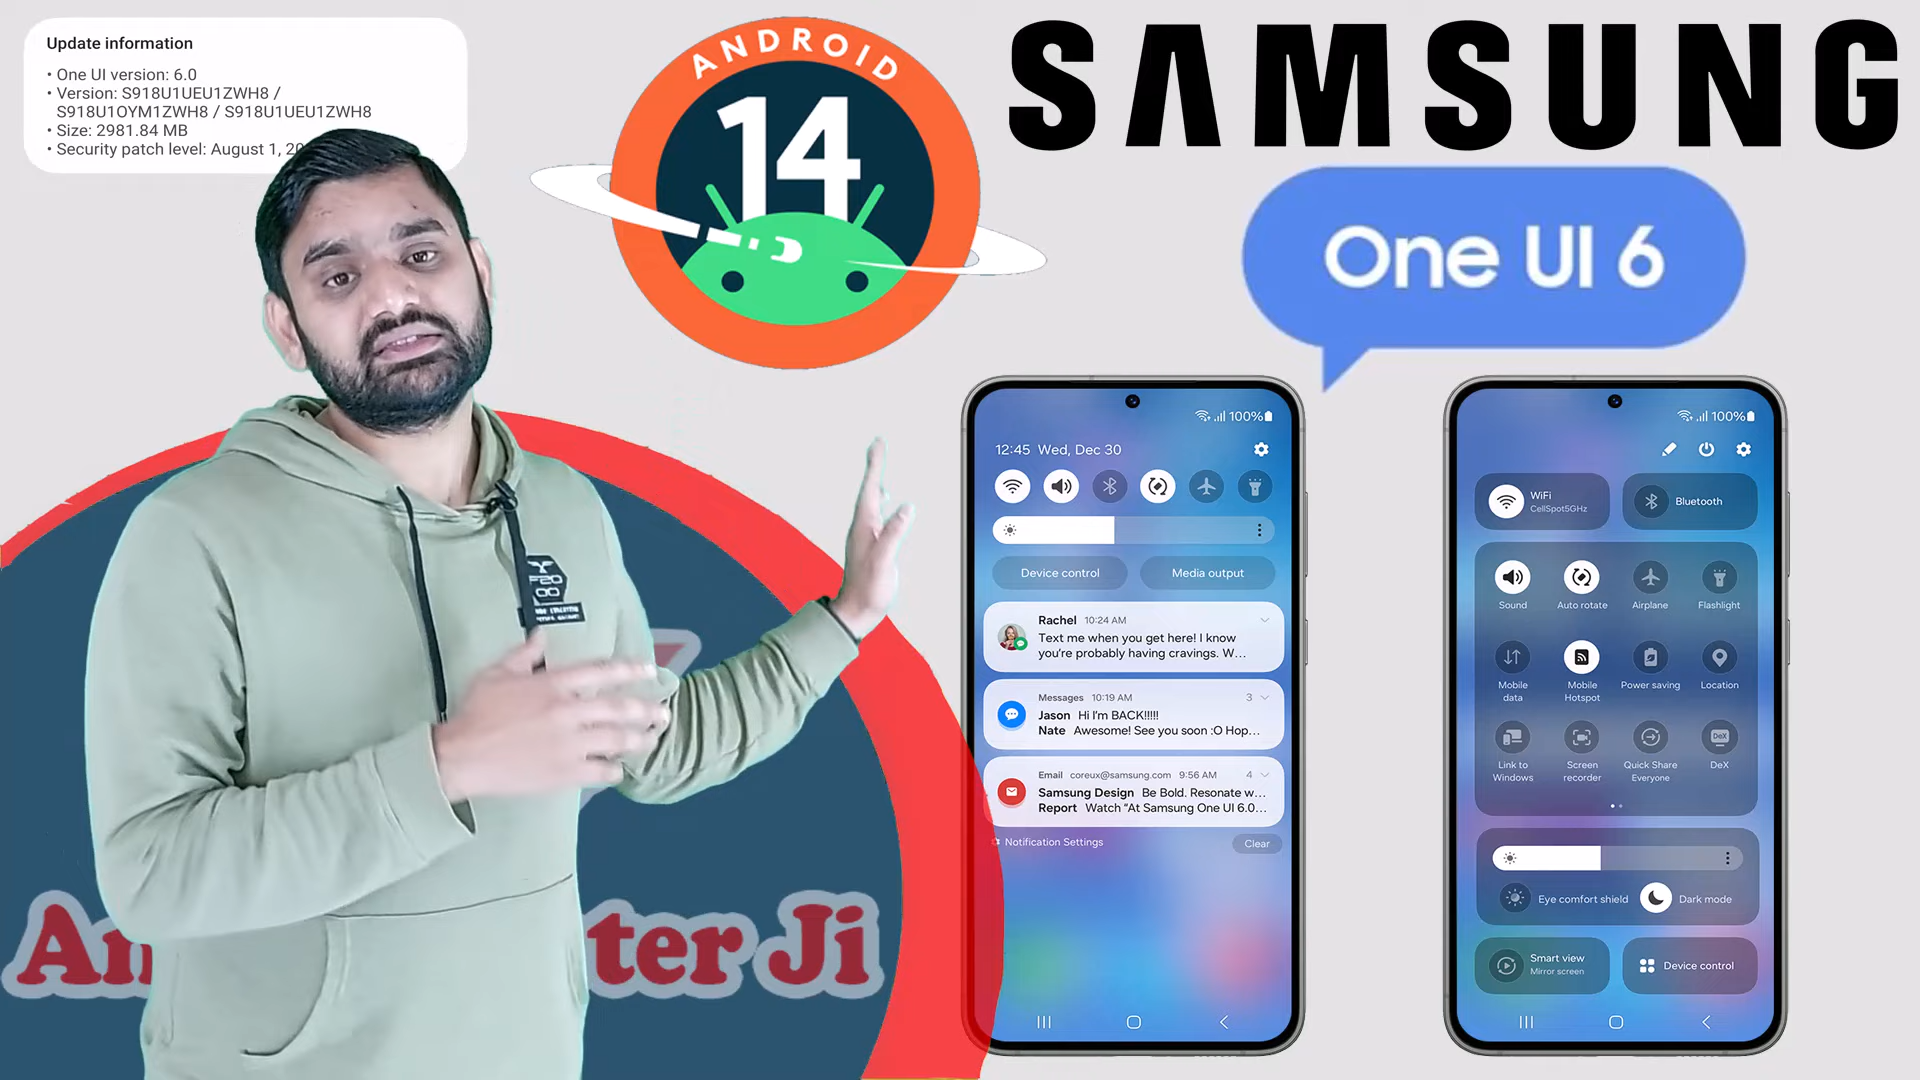 Update information
• One UI version: 6.0
• Version: S918U1UEU1ZWH8 /
S918U1OYM1ZWH8 / S918U1UEU1ZWH8
• Size: 2981.84 MB
• Security patch level: August 1, 20
ANDROID
14
SAMSUNG
One UI 6
100%
12:45 Wed, Dec 30
Device control
Media output
Rachel 10:24 AM
Text me when you get here! I know
you're probably having cravings. W...
Messages 10:19 AM 3
Jason Hi I'm BACK!!!!!
Nate Awesome! See you soon :O Hop...
Email coreux@samsung.com 9:56 AM 4
Samsung Design Be Bold. Resonate w...
Report Watch "At Samsung One UI 6.0...
Notification Settings
Clear
100%
WiFi
CellSpot5GHz
Bluetooth
Sound
Auto rotate
Airplane
Flashlight
Mobile
data
Mobile
Hotspot
Power saving
Location
Link to
Windows
Screen
recorder
Quick Share
Everyone
DeX
DeX
Eye comfort shield
Dark mode
Smart view
Mirror screen
Device control
An
ter Ji